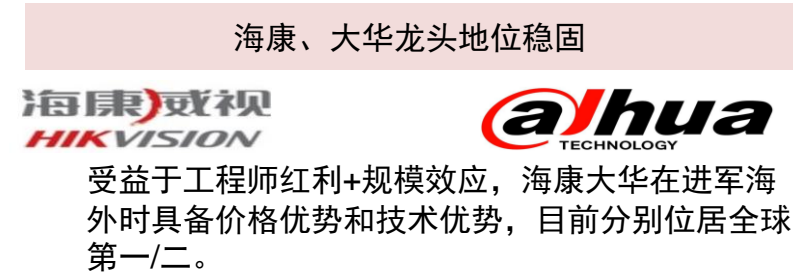 海康、大华龙头地位稳固
海康威视
HIKVISION
alhua
TECHNOLOGY
受益于工程师红利+规模效应，海康大华在进军海
外时具备价格优势和技术优势，目前分别位居全球
第一/二。